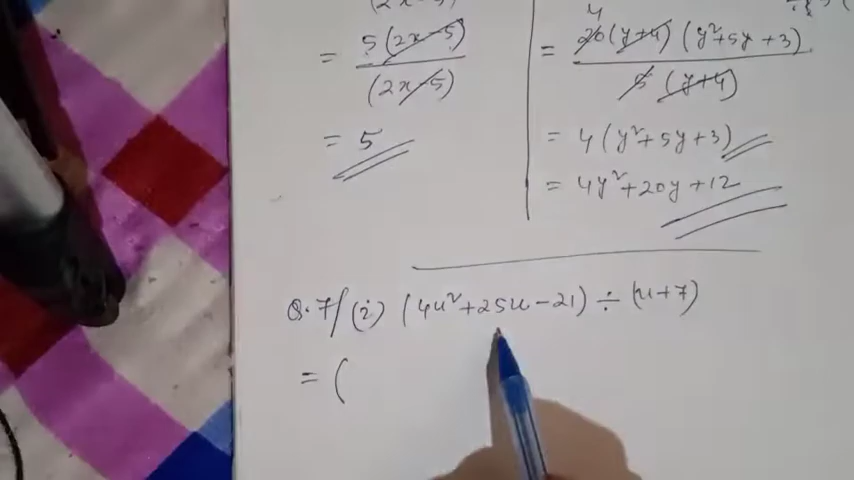 = 5(2x-5)
(2x-5)
= 5
4
= 20(y+4) (y²+5y+3)
5 (y+4)
= 4(y²+5y+3)
= 4y²+20y+12
Q.7/(i) (4u²+25u-21) ÷ (u+7)
= (